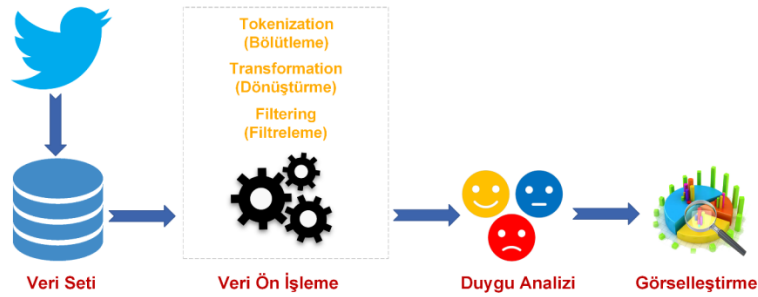 Tokenization
(Bölütleme)
Transformation
(Dönüştürme)
Filtering
(Filtreleme)
Veri Seti
Veri Ön İşleme
Duygu Analizi
Görselleştirme